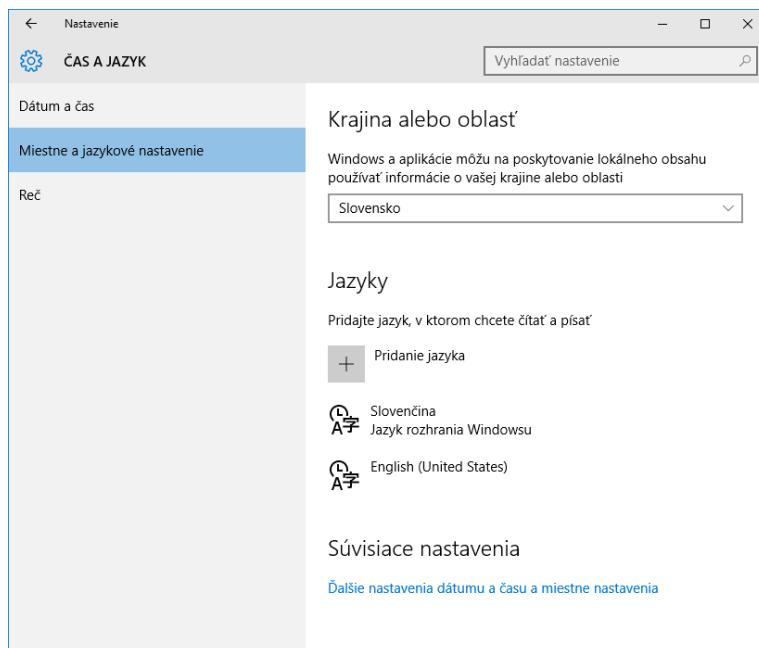 Nastavenie
ČAS A JAZYK
Vyhľadať nastavenie
Dátum a čas
Miestne a jazykové nastavenie
Reč
Krajina alebo oblasť
Windows a aplikácie môžu na poskytovanie lokálneho obsahu
používať informácie o vašej krajine alebo oblasti
Slovensko
Jazyky
Pridajte jazyk, v ktorom chcete čítať a písať
Pridanie jazyka
Slovenčina
Jazyk rozhrania Windowsu
English (United States)
Súvisiace nastavenia
Ďalšie nastavenia dátumu a času a miestne nastavenia